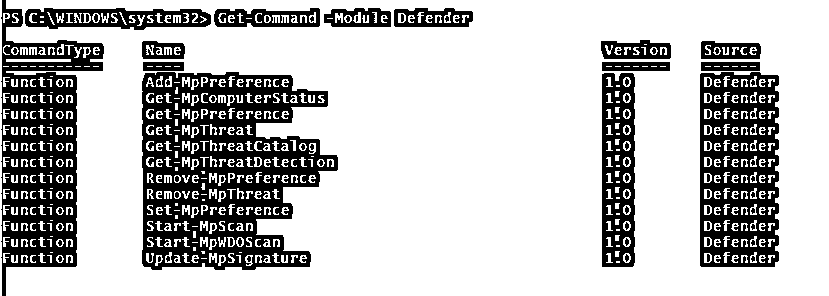 PS C:\WINDOWS\system32> Get-Command -Module Defender
CommandType Name Version Source
----------- ---- ------- ------
Function Add-MpPreference 1.0 Defender
Function Get-MpComputerStatus 1.0 Defender
Function Get-MpPreference 1.0 Defender
Function Get-MpThreat 1.0 Defender
Function Get-MpThreatCatalog 1.0 Defender
Function Get-MpThreatDetection 1.0 Defender
Function Remove-MpPreference 1.0 Defender
Function Remove-MpThreat 1.0 Defender
Function Set-MpPreference 1.0 Defender
Function Start-MpScan 1.0 Defender
Function Start-MpWDOScan 1.0 Defender
Function Update-MpSignature 1.0 Defender